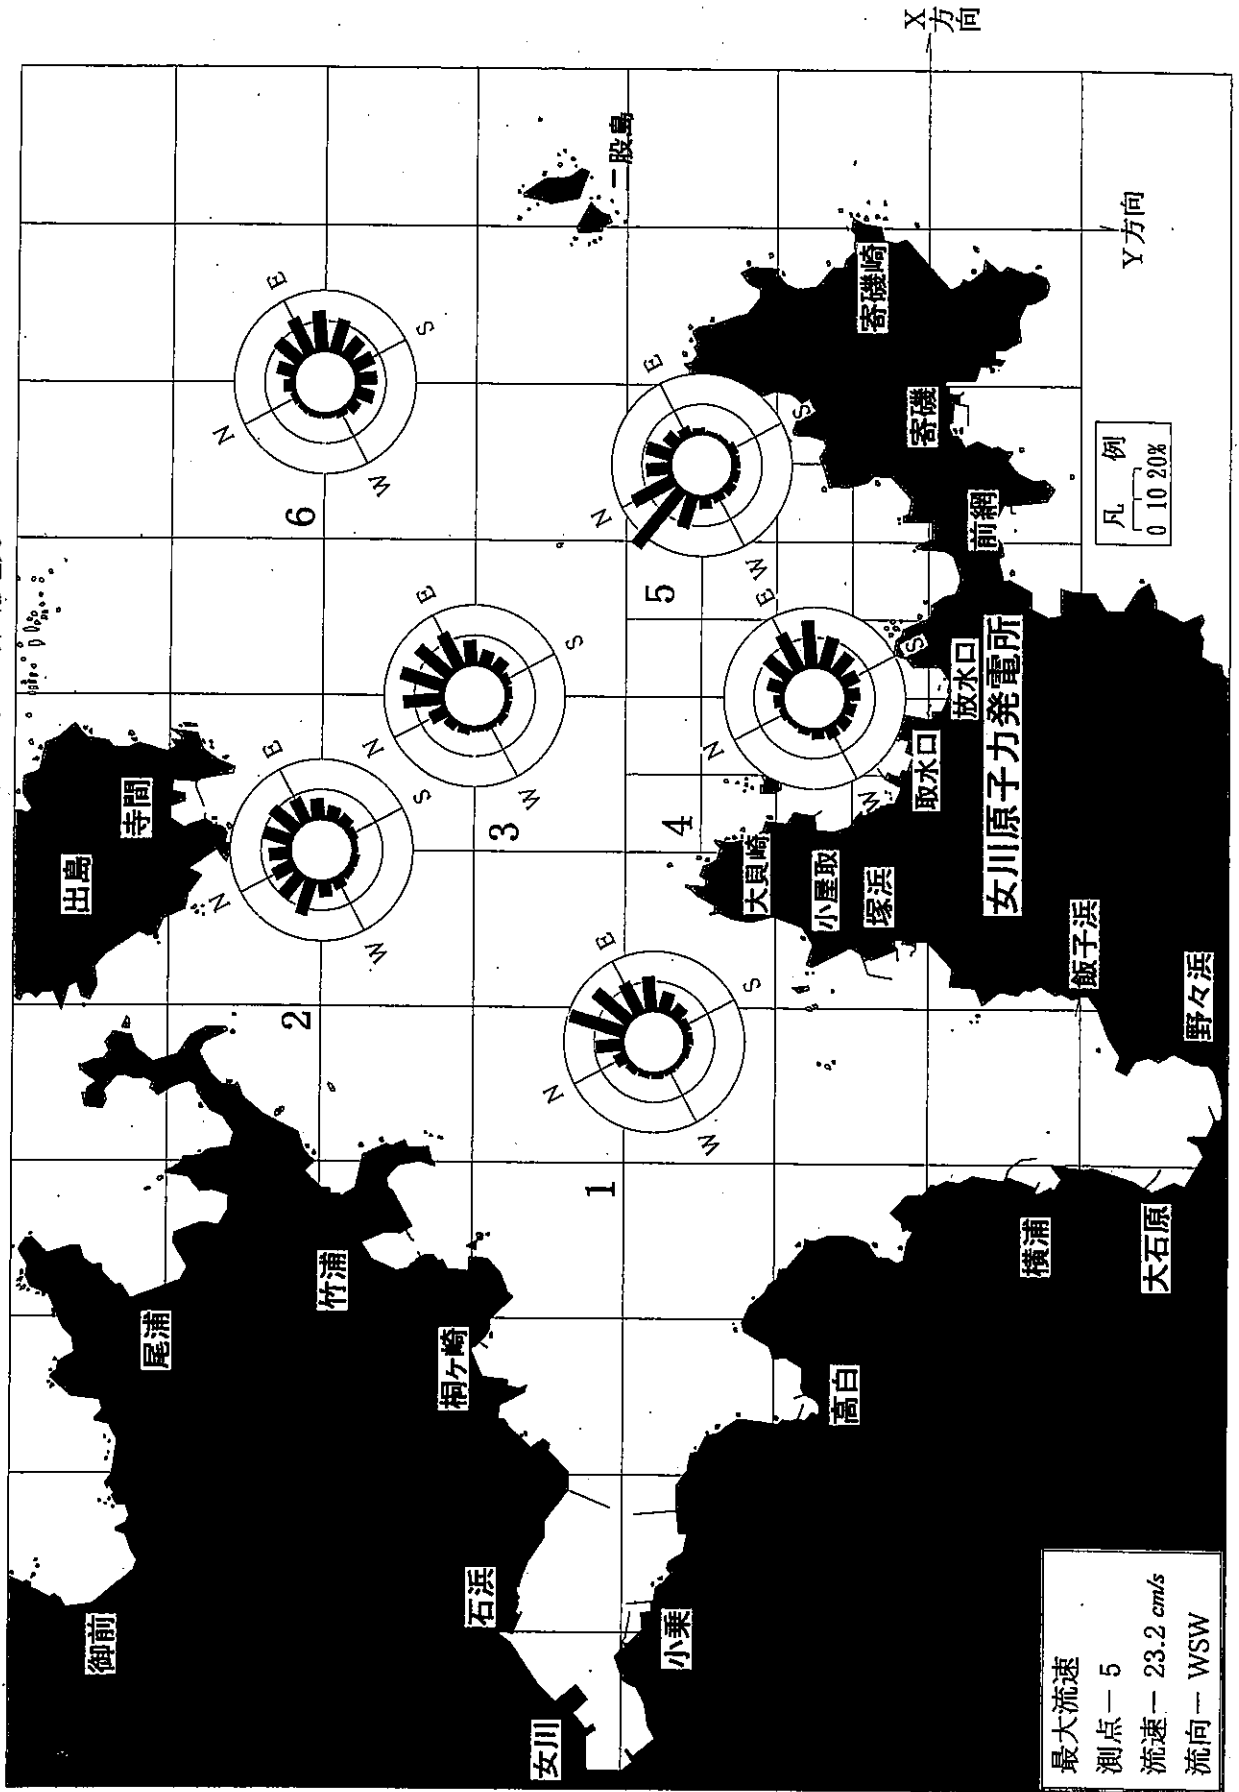 X
方
向
Y方向
二股島
寄磯崎
寄磯
前網
凡 例
0 10 20%
女川原子力発電所
放水口
取水口
出島
寺間
大貝崎
小屋取
塚浜
飯子浜
野々浜
尾浦
竹浦
桐ヶ崎
横浦
大石原
高白
御前
石浜
小乗
女川
1
N
E
S
W
2
N
E
S
W
3
N
E
S
W
4
N
E
S
W
5
N
E
S
W
6
N
E
S
W
最大流速
測点－5
流速－23.2 cm/s
流向－WSW